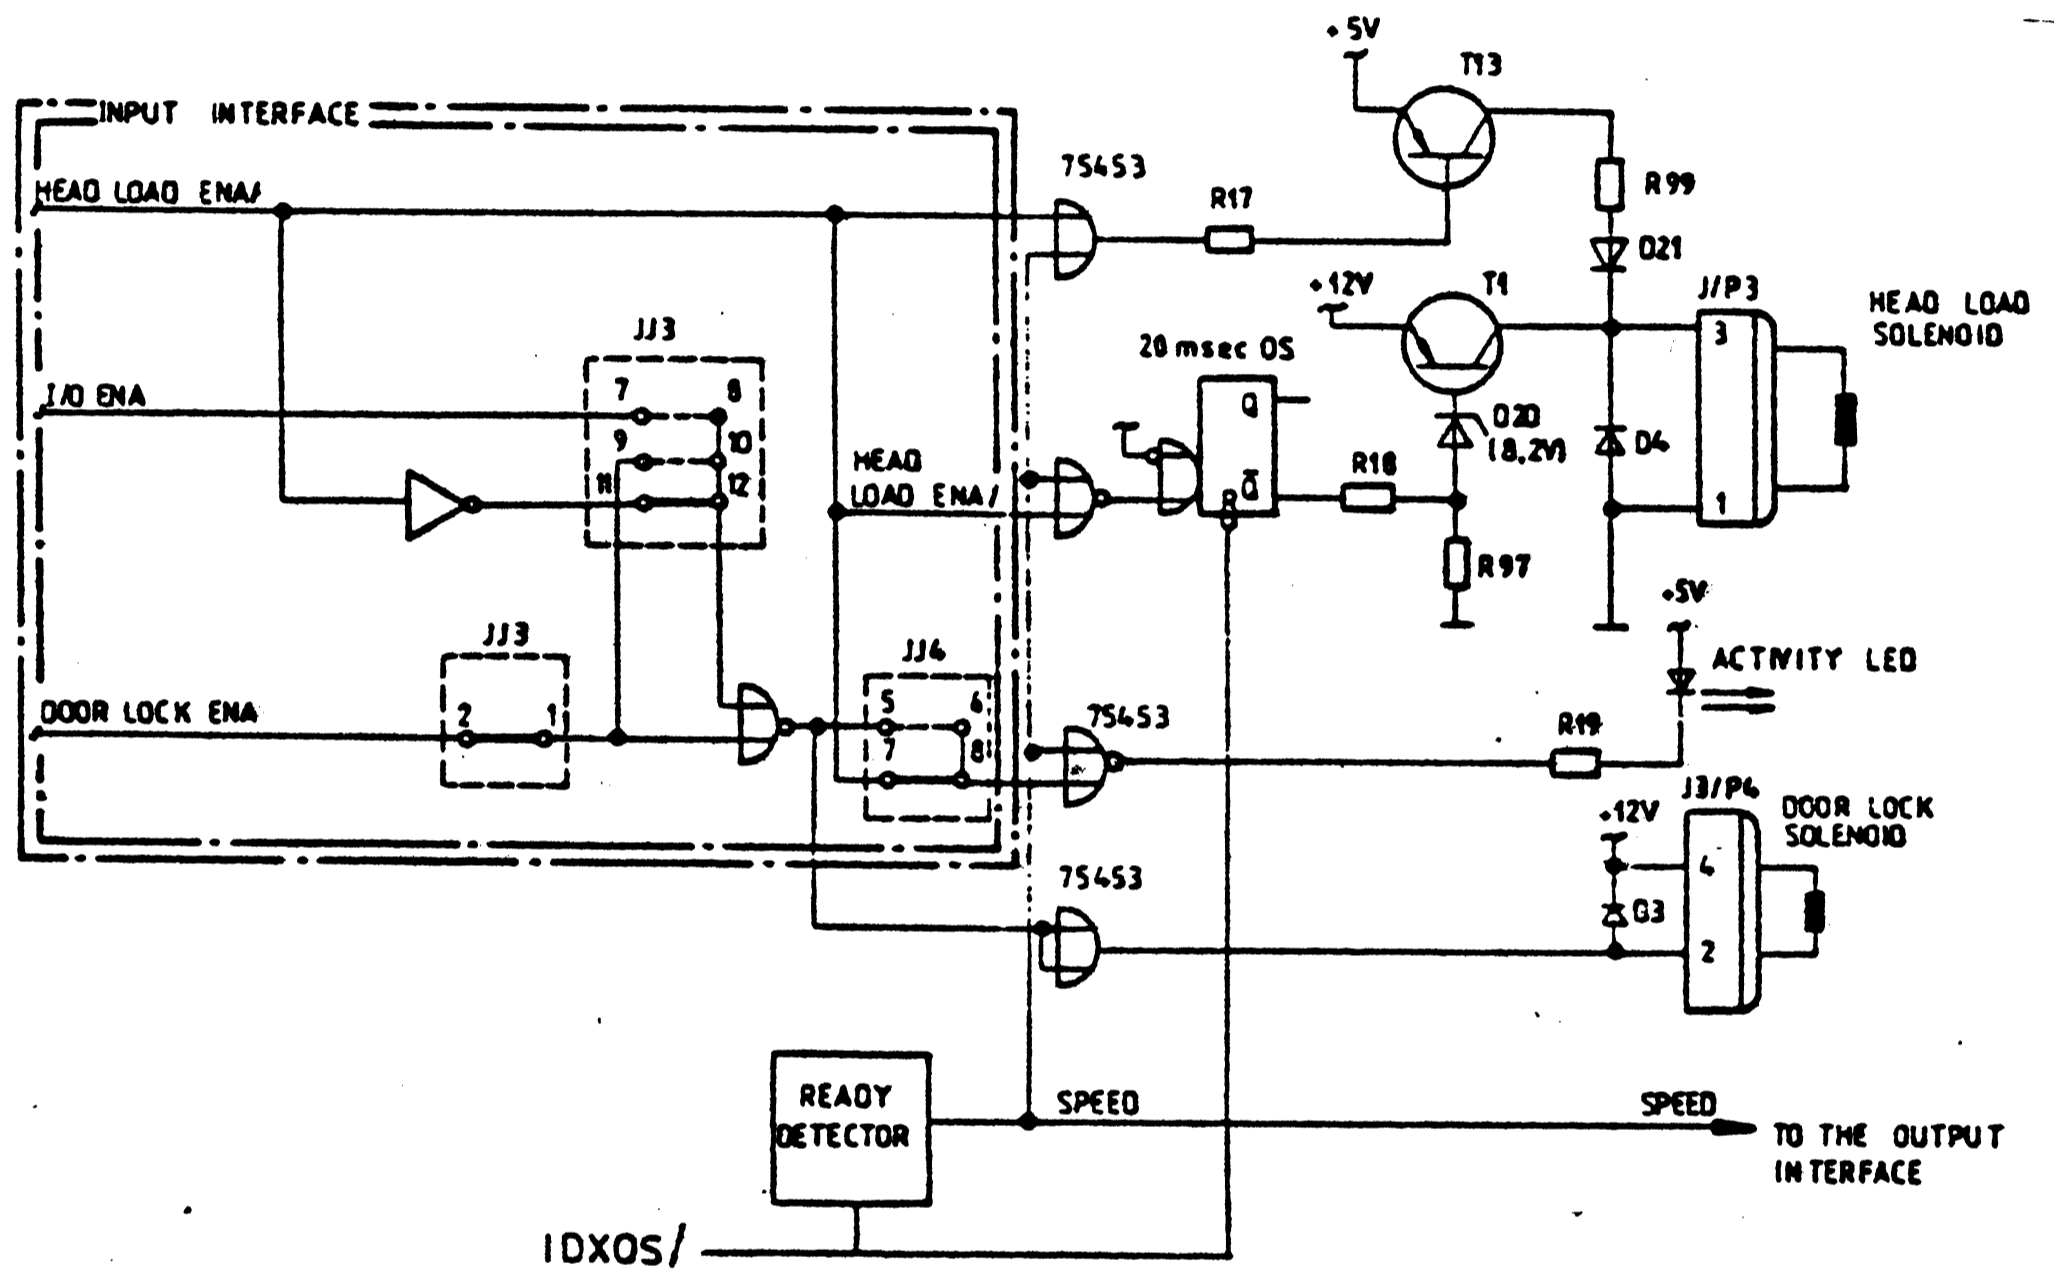 +5V
T13
INPUT INTERFACE
75453
HEAD LOAD ENA/
R17
R99
D21
+12V
T1
J/P3
HEAD LOAD
SOLENOID
JJ3
20 msec OS
3
I/O ENA
7 8
Q
D20
(8,2V)
9 10
D4
HEAD
LOAD ENA/
R18
11 12
R Q̅
1
R97
+5V
JJ3
JJ4
ACTIVITY LED
DOOR LOCK ENA
2 1
5 6
75453
R19
7 8
J3/P4
+12V
DOOR LOCK
SOLENOID
4
75453
2
READY
DETECTOR
SPEED
SPEED
TO THE OUTPUT
INTERFACE
IDXOS/